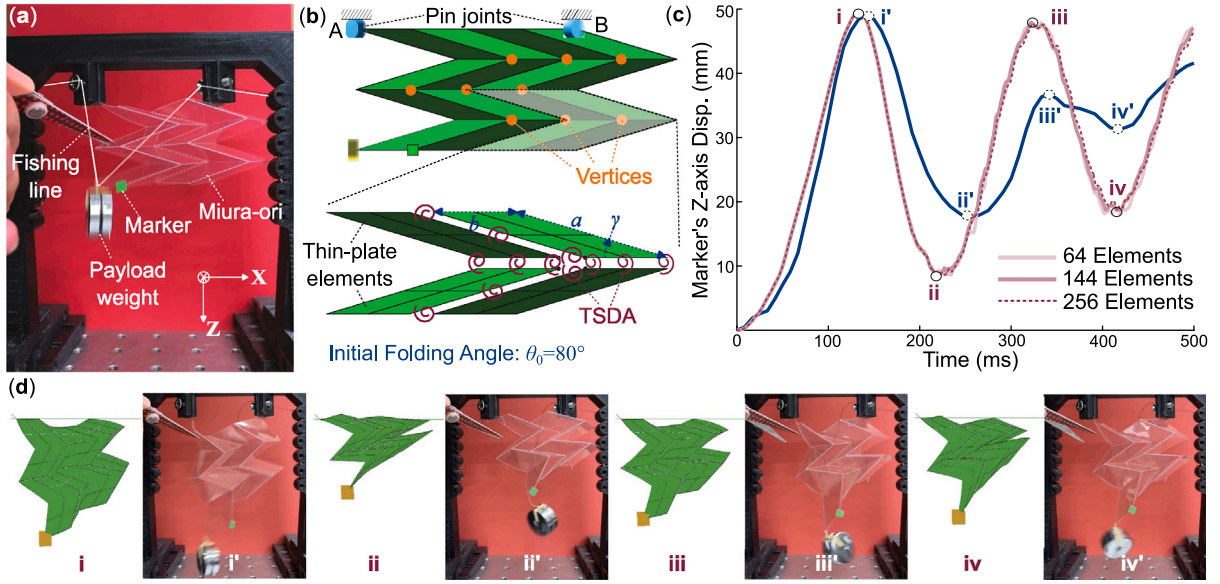 (a)
Fishing
line
Marker
Miura-ori
Payload
weight
X
Z
(b)
Pin joints
A
B
Vertices
b
a
γ
Thin-plate
elements
TSDA
Initial Folding Angle: θ₀=80°
(c)
Marker's Z-axis Disp. (mm)
50
40
30
20
10
0
i
i'
iii
iii'
iv'
ii'
iv
ii
64 Elements
144 Elements
256 Elements
0
100
200
300
400
500
Time (ms)
(d)
i
i'
ii
ii'
iii
iii'
iv
iv'